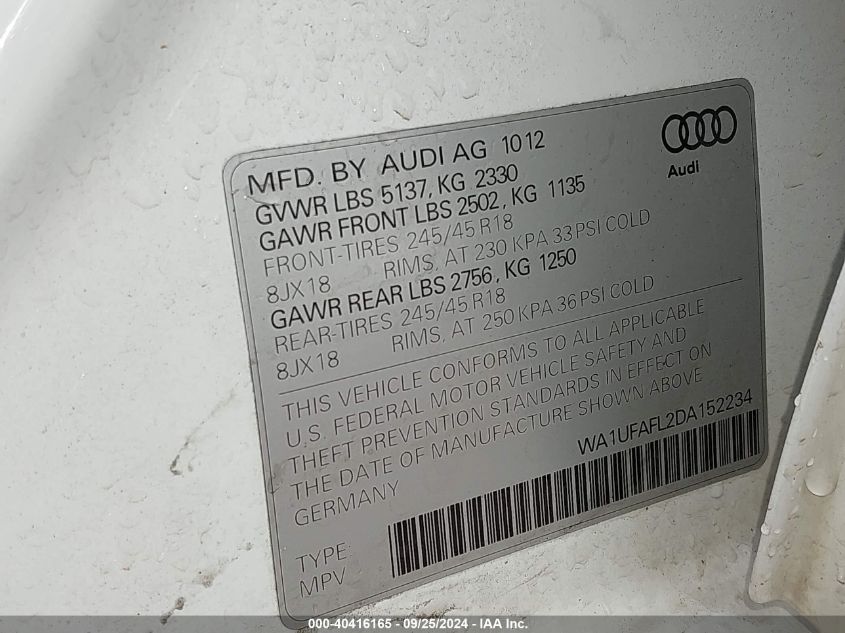 MFD. BY AUDI AG 10 12
Audi
GVWR LBS 5137, KG 2330
GAWR FRONT LBS 2502, KG 1135
FRONT-TIRES 245/45 R18
8JX18 RIMS, AT 230 KPA 33 PSI COLD
GAWR REAR LBS 2756, KG 1250
REAR-TIRES 245/45 R18
8JX18 RIMS, AT 250 KPA 36 PSI COLD
THIS VEHICLE CONFORMS TO ALL APPLICABLE
U.S. FEDERAL MOTOR VEHICLE SAFETY AND
THEFT PREVENTION STANDARDS IN EFFECT ON
THE DATE OF MANUFACTURE SHOWN ABOVE
GERMANY
WA1UFAFL2DA152234
TYPE:
MPV
000-40416165 - 09/25/2024 - IAA Inc.